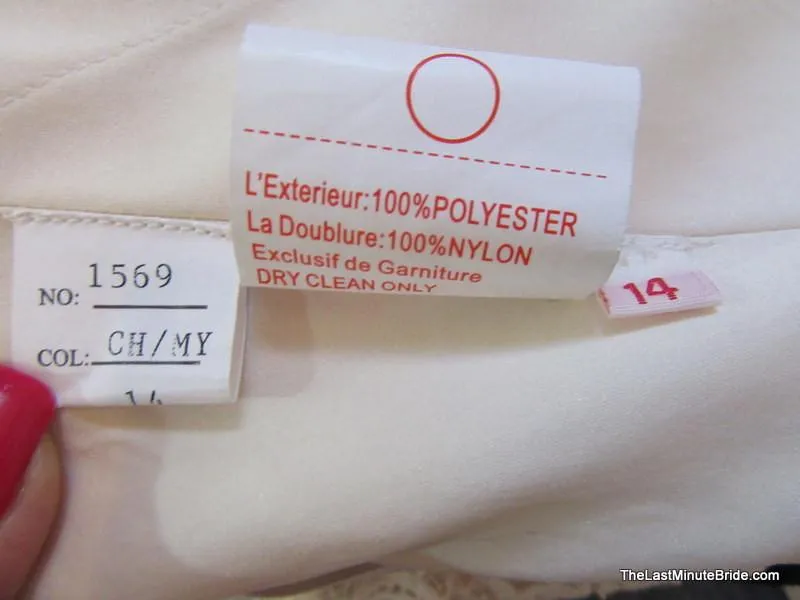 L'Exterieur:100%POLYESTER
La Doublure:100%NYLON
Exclusif de Garniture
DRY CLEAN ONLY
14
NO: 1569
COL: CH/MY
14
TheLastMinuteBride.com